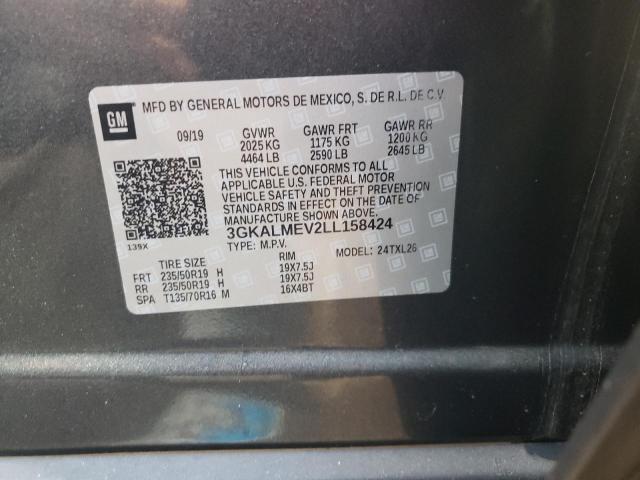 GM
MFD BY GENERAL MOTORS DE MEXICO, S. DE R.L. DE C.V.
09/19 GVWR GAWR FRT GAWR RR
2025 KG 1175 KG 1200 KG
4464 LB 2590 LB 2645 LB
THIS VEHICLE CONFORMS TO ALL
APPLICABLE U.S. FEDERAL MOTOR
VEHICLE SAFETY AND THEFT PREVENTION
STANDARDS IN EFFECT ON THE DATE OF
MANUFACTURE SHOWN ABOVE.
139X
3GKALMEV2LL158424
TYPE: M.P.V. MODEL: 24TXL26
TIRE SIZE RIM
FRT 235/50R19 H 19X7.5J
RR 235/50R19 H 19X7.5J
SPA T135/70R16 M 16X4BT